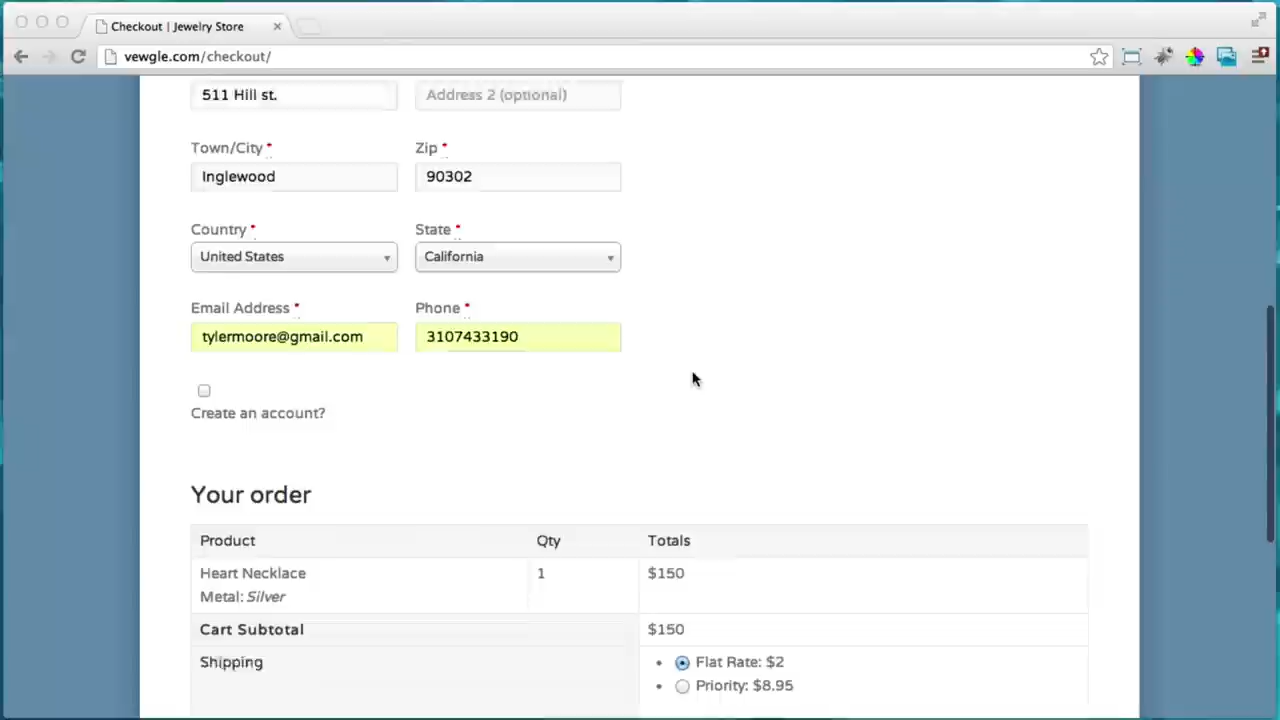 Checkout | Jewelry Store
vewgle.com/checkout/
511 Hill st. Address 2 (optional)
Town/City * Zip *
Inglewood 90302
Country * State *
United States California
Email Address * Phone *
tylermoore@gmail.com 3107433190
Create an account?
Your order
Product Qty Totals
Heart Necklace 1 $150
Metal: Silver
Cart Subtotal $150
Shipping • Flat Rate: $2
• Priority: $8.95